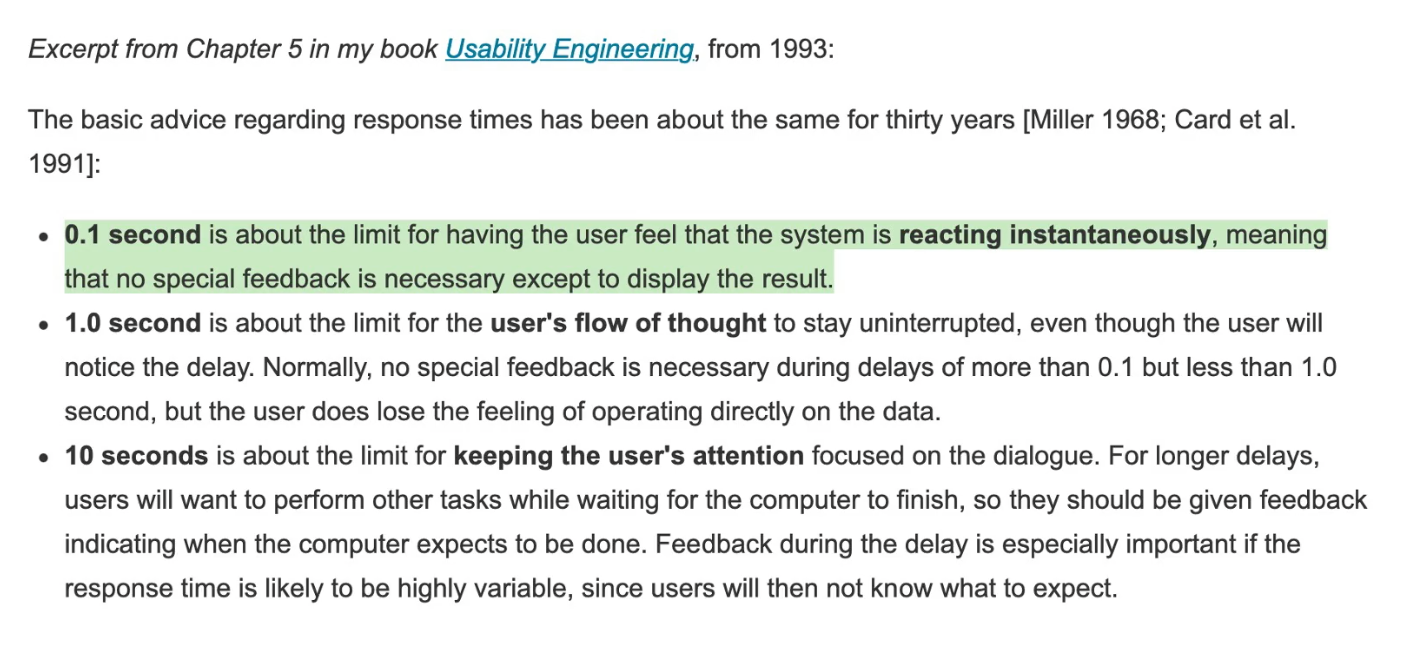 Excerpt from Chapter 5 in my book Usability Engineering, from 1993:
The basic advice regarding response times has been about the same for thirty years [Miller 1968; Card et al.
1991]:
• 0.1 second is about the limit for having the user feel that the system is reacting instantaneously, meaning
that no special feedback is necessary except to display the result.
• 1.0 second is about the limit for the user's flow of thought to stay uninterrupted, even though the user will
notice the delay. Normally, no special feedback is necessary during delays of more than 0.1 but less than 1.0
second, but the user does lose the feeling of operating directly on the data.
• 10 seconds is about the limit for keeping the user's attention focused on the dialogue. For longer delays,
users will want to perform other tasks while waiting for the computer to finish, so they should be given feedback
indicating when the computer expects to be done. Feedback during the delay is especially important if the
response time is likely to be highly variable, since users will then not know what to expect.